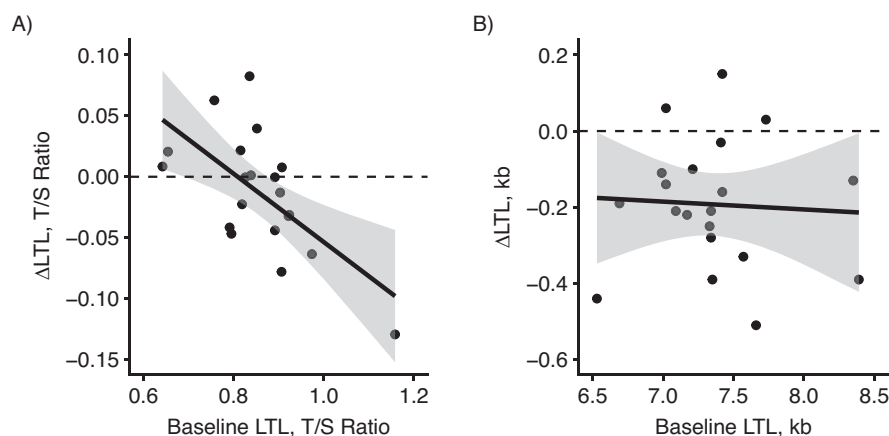 A)
0.10
0.05
0.00
−0.05
−0.10
−0.15
ΔLTL, T/S Ratio
0.6 0.8 1.0 1.2
Baseline LTL, T/S Ratio
B)
0.2
0.0
−0.2
−0.4
−0.6
ΔLTL, kb
6.5 7.0 7.5 8.0 8.5
Baseline LTL, kb